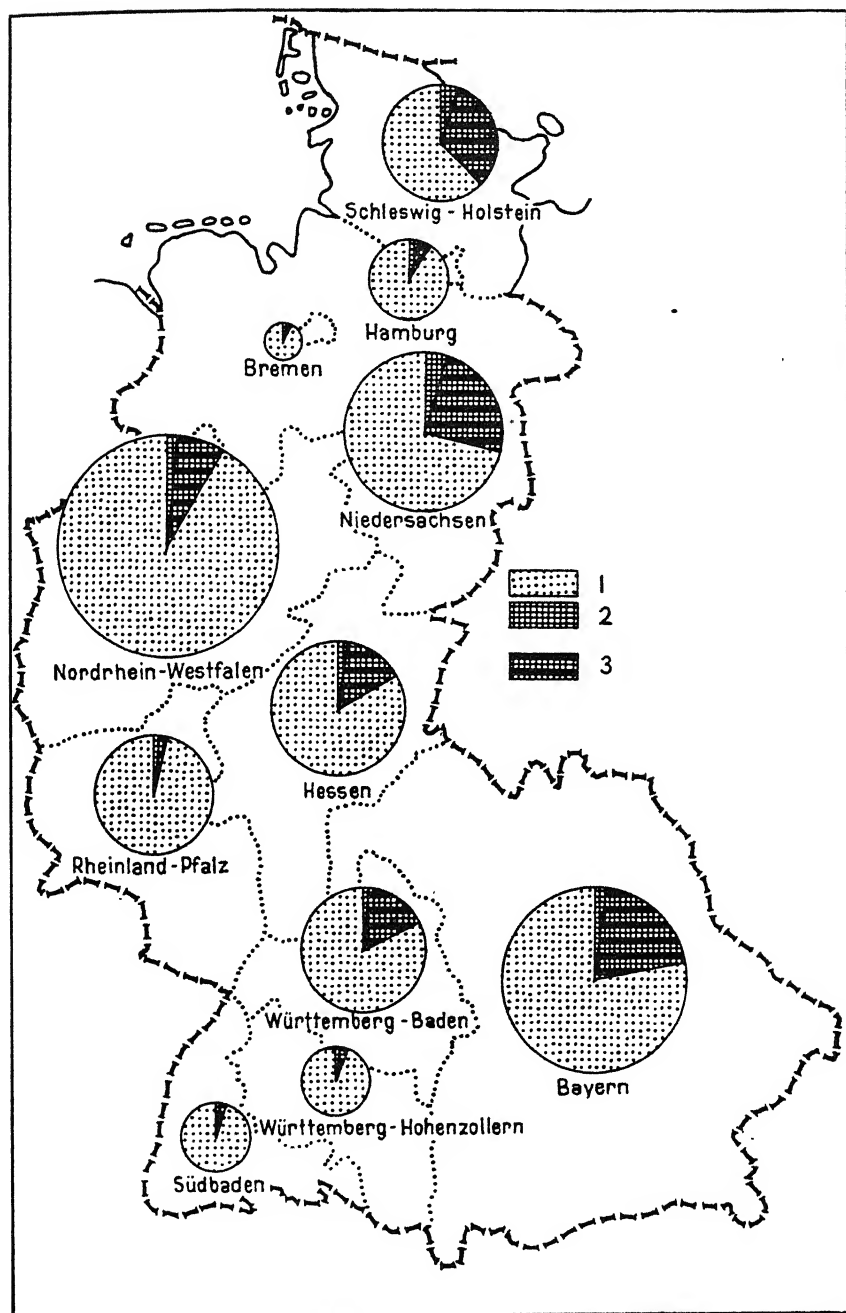 Schleswig - Holstein
Hamburg
Bremen
Niedersachsen
1
2
3
Nordrhein-Westfalen
Hessen
Rheinland-Pfalz
Württemberg-Baden
Bayern
Württemberg-Hohenzollern
Südbaden